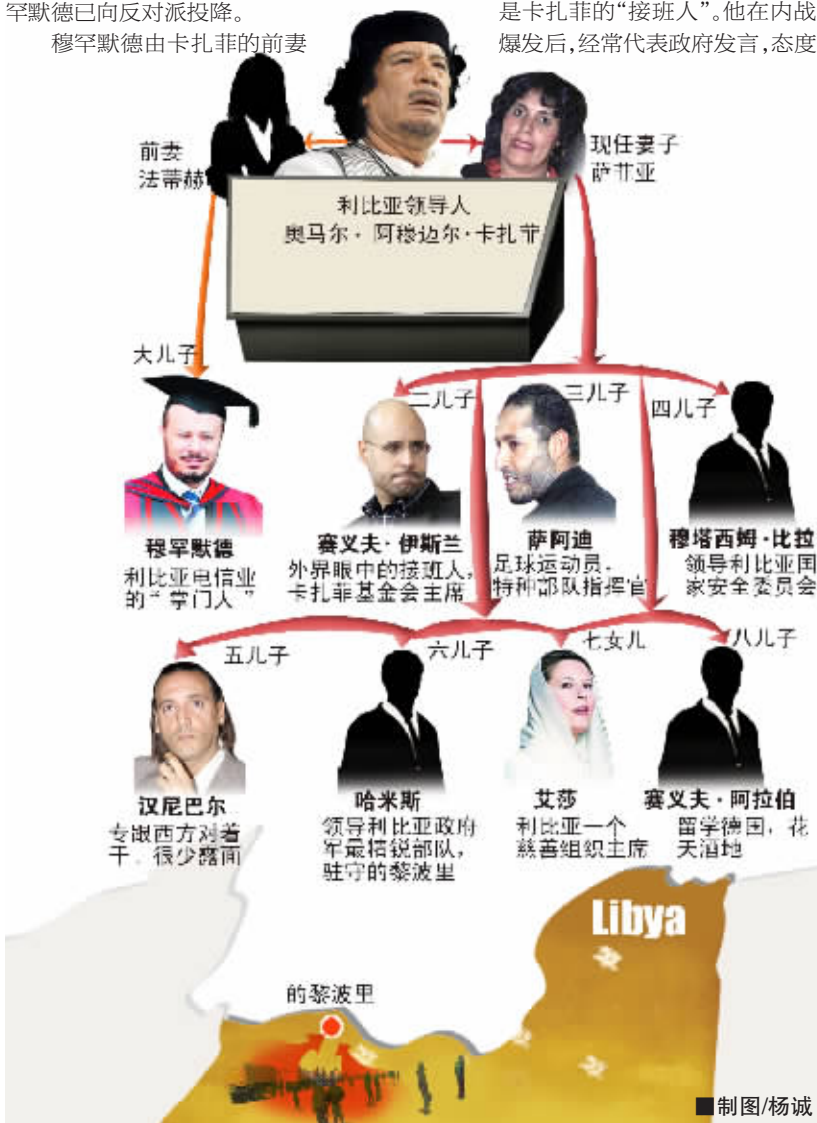 罕默德已向反对派投降。
穆罕默德由卡扎菲的前妻
是卡扎菲的“接班人”。他在内战
爆发后,经常代表政府发言,态度
前妻
法蒂赫
现任妻子
萨菲亚
利比亚领导人
奥马尔·阿穆迈尔·卡扎菲
大儿子
二儿子
三儿子
四儿子
穆罕默德
利比亚电信业
的“掌门人”
赛义夫·伊斯兰
外界眼中的接班人,
卡扎菲基金会主席
萨阿迪
足球运动员,
特种部队指挥官
穆塔西姆·比拉
领导利比亚国
家安全委员会
五儿子
六儿子
七女儿
八儿子
汉尼巴尔
专跟西方对着
干,很少露面
哈米斯
领导利比亚政府
军最精锐部队,
驻守的黎波里
艾莎
利比亚一个
慈善组织主席
赛义夫·阿拉伯
留学德国,花
天酒地
Libya
的黎波里
■制图/杨诚